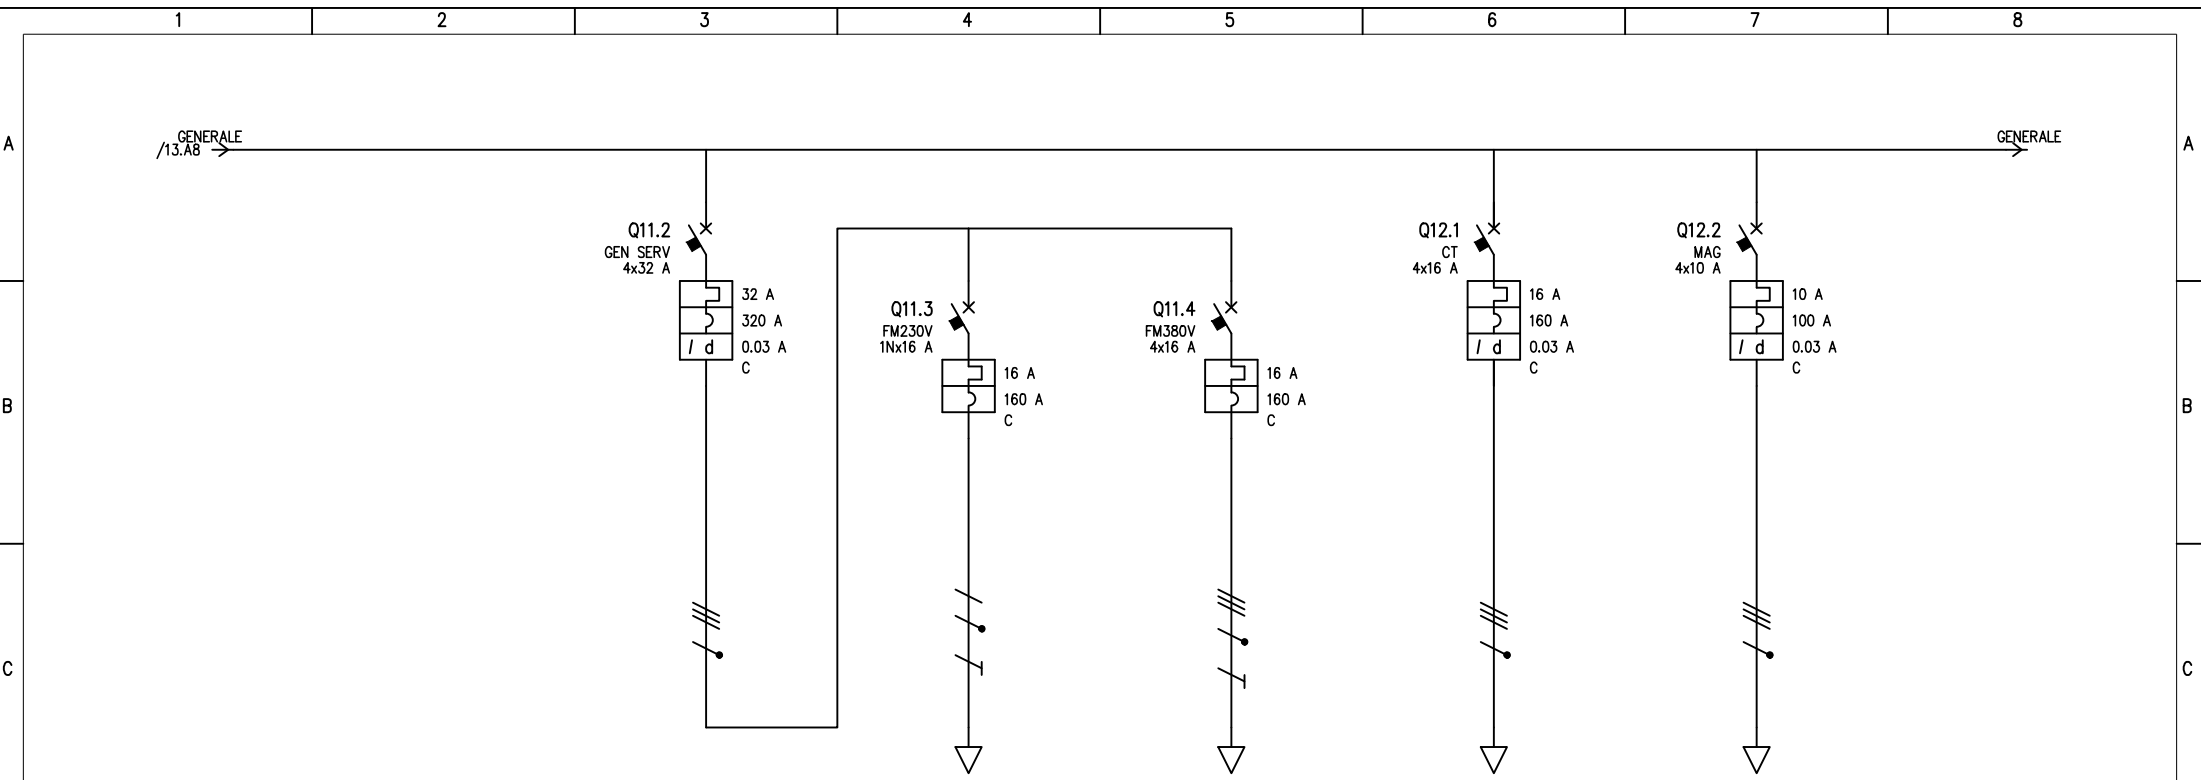 1 2 3 4 5 6 7 8
A A
GENERALE
/13.A8
GENERALE
Q11.2
GEN SERV
4x32 A
32 A
320 A
I d 0.03 A
C
Q11.3
FM230V
1Nx16 A
16 A
160 A
C
Q11.4
FM380V
4x16 A
16 A
160 A
C
Q12.1
CT
4x16 A
16 A
160 A
I d 0.03 A
C
Q12.2
MAG
4x10 A
10 A
100 A
I d 0.03 A
C
B B
C C